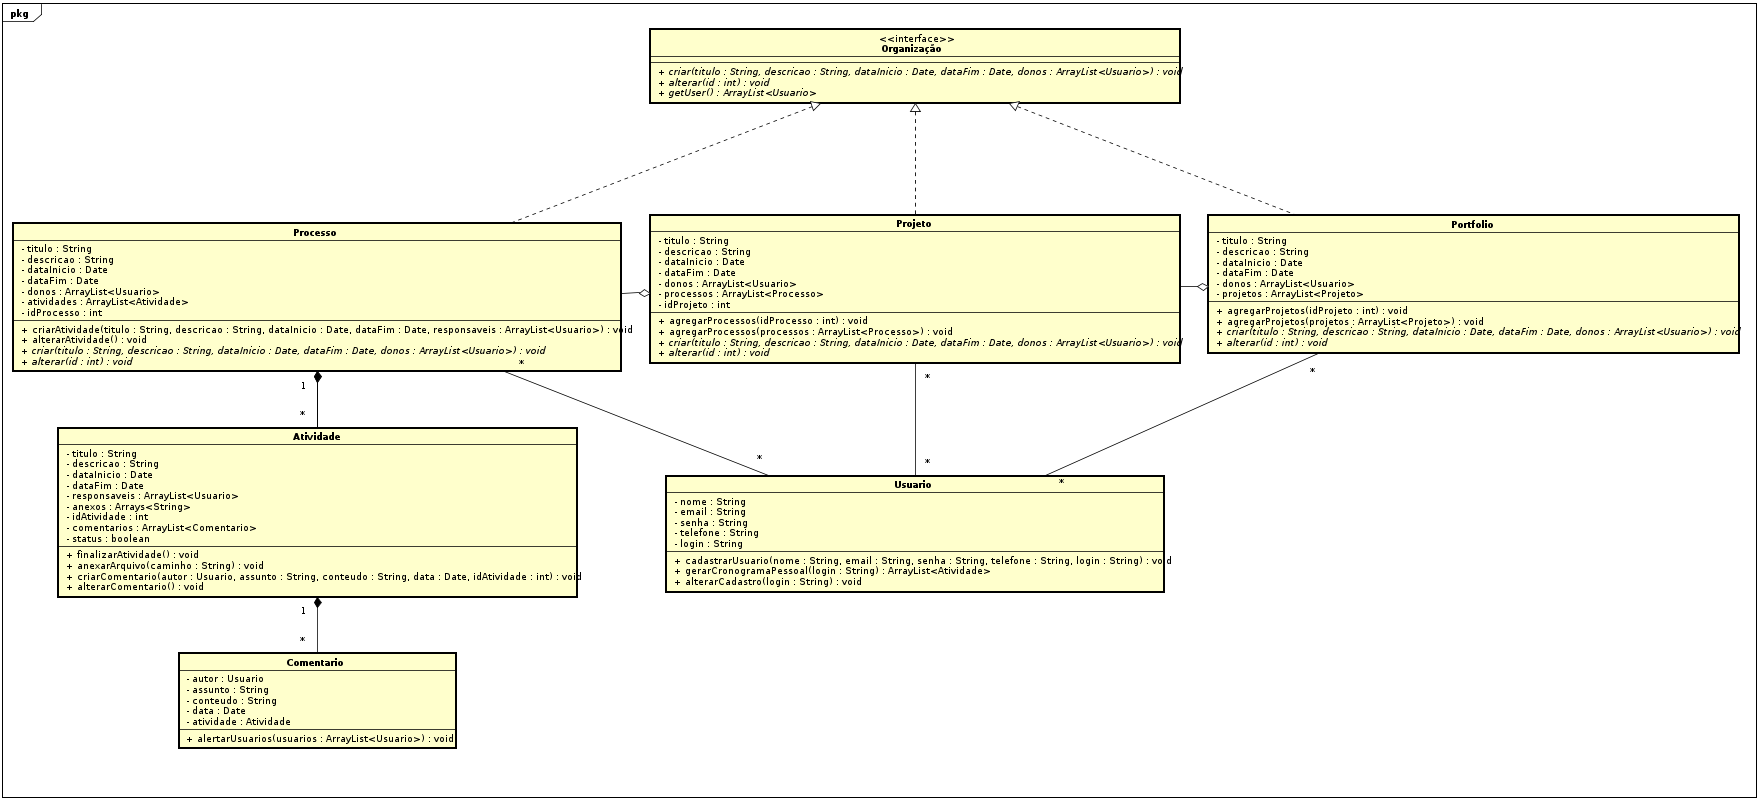 pkg
<<interface>>
Organização
+ criar(titulo : String, descricao : String, dataInicio : Date, dataFim : Date, donos : ArrayList<Usuario>) : void
+ alterar(id : int) : void
+ getUser() : ArrayList<Usuario>
Processo
- titulo : String
- descricao : String
- dataInicio : Date
- dataFim : Date
- donos : ArrayList<Usuario>
- atividades : ArrayList<Atividade>
- idProcesso : int
+ criarAtividade(titulo : String, descricao : String, dataInicio : Date, dataFim : Date, responsaveis : ArrayList<Usuario>) : void
+ alterarAtividade() : void
+ criar(titulo : String, descricao : String, dataInicio : Date, dataFim : Date, donos : ArrayList<Usuario>) : void
+ alterar(id : int) : void
Projeto
- titulo : String
- descricao : String
- dataInicio : Date
- dataFim : Date
- donos : ArrayList<Usuario>
- processos : ArrayList<Processo>
- idProjeto : int
+ agregarProcessos(idProcesso : int) : void
+ agregarProcessos(processos : ArrayList<Processo>) : void
+ criar(titulo : String, descricao : String, dataInicio : Date, dataFim : Date, donos : ArrayList<Usuario>) : void
+ alterar(id : int) : void
Portfolio
- titulo : String
- descricao : String
- dataInicio : Date
- dataFim : Date
- donos : ArrayList<Usuario>
- projetos : ArrayList<Projeto>
+ agregarProjetos(idProjeto : int) : void
+ agregarProjetos(projetos : ArrayList<Projeto>) : void
+ criar(titulo : String, descricao : String, dataInicio : Date, dataFim : Date, donos : ArrayList<Usuario>) : void
+ alterar(id : int) : void
*
*
*
1
*
*
*
*
Atividade
- titulo : String
- descricao : String
- dataInicio : Date
- dataFim : Date
- responsaveis : ArrayList<Usuario>
- anexos : Arrays<String>
- idAtividade : int
- comentarios : ArrayList<Comentario>
- status : boolean
+ finalizarAtividade() : void
+ anexarArquivo(caminho : String) : void
+ criarComentario(autor : Usuario, assunto : String, conteudo : String, data : Date, idAtividade : int) : void
+ alterarComentario() : void
Usuario
- nome : String
- email : String
- senha : String
- telefone : String
- login : String
+ cadastrarUsuario(nome : String, email : String, senha : String, telefone : String, login : String) : void
+ gerarCronogramaPessoal(login : String) : ArrayList<Atividade>
+ alterarCadastro(login : String) : void
1
*
Comentario
- autor : Usuario
- assunto : String
- conteudo : String
- data : Date
- atividade : Atividade
+ alertarUsuarios(usuarios : ArrayList<Usuario>) : void